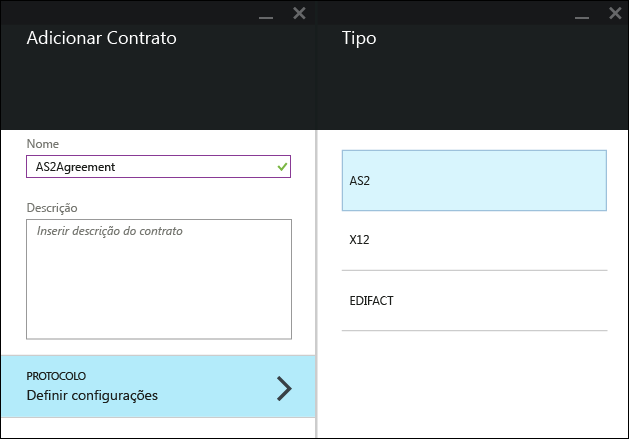 Adicionar Contrato
Nome
AS2Agreement
Descrição
Inserir descrição do contrato
PROTOCOLO
Definir configurações
Tipo
AS2
X12
EDIFACT